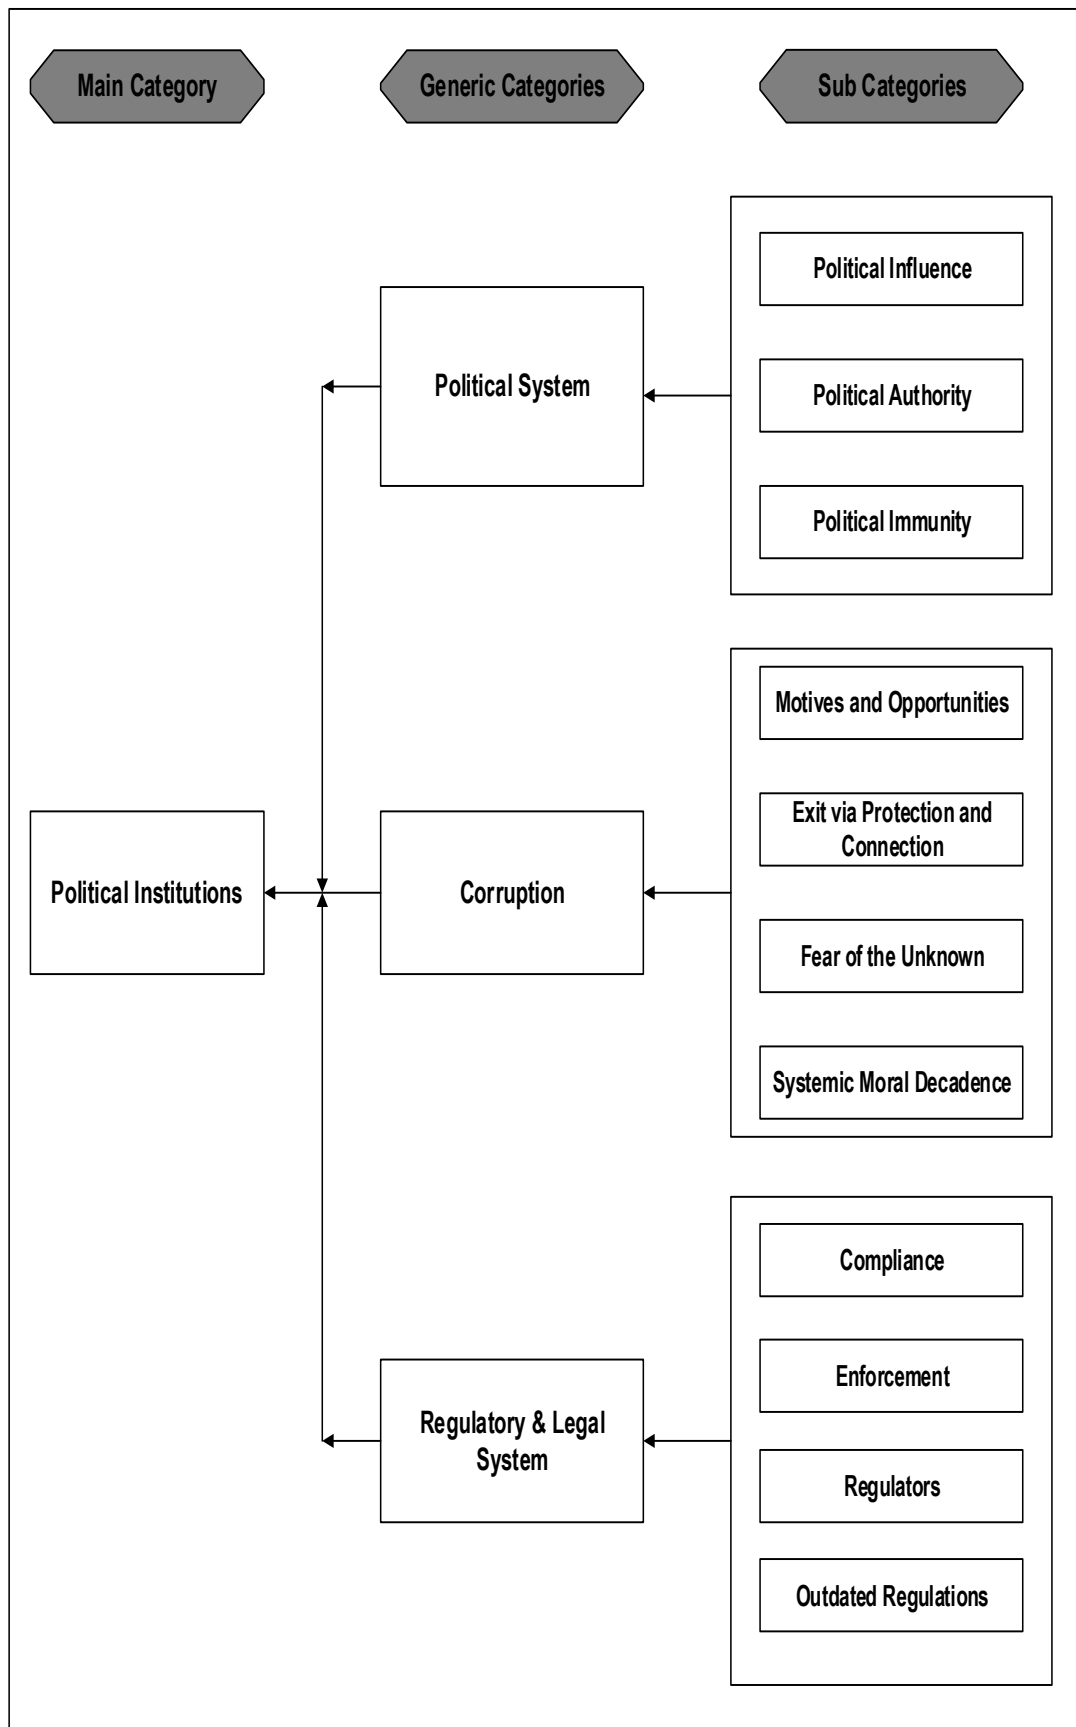 Main Category
Generic Categories
Sub Categories
Political Influence
Political System
Political Authority
Political Immunity
Motives and Opportunities
Exit via Protection and
Connection
Political Institutions
Corruption
Fear of the Unknown
Systemic Moral Decadence
Compliance
Enforcement
Regulatory & Legal
System
Regulators
Outdated Regulations